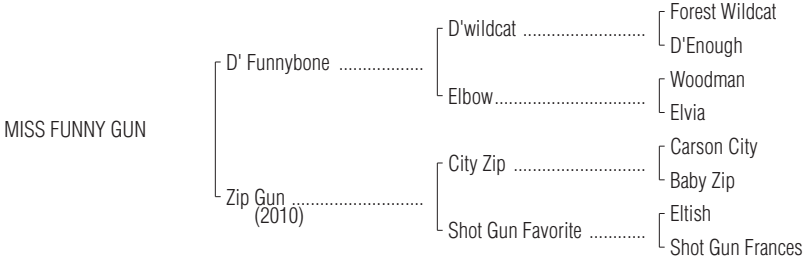 Forest Wildcat
D'wildcat ..........................
D'Enough
D' Funnybone ..................
Woodman
Elbow................................
Elvia
MISS FUNNY GUN
Carson City
City Zip ............................
Baby Zip
Zip Gun ............................
(2010)
Eltish
Shot Gun Favorite ............
Shot Gun Frances